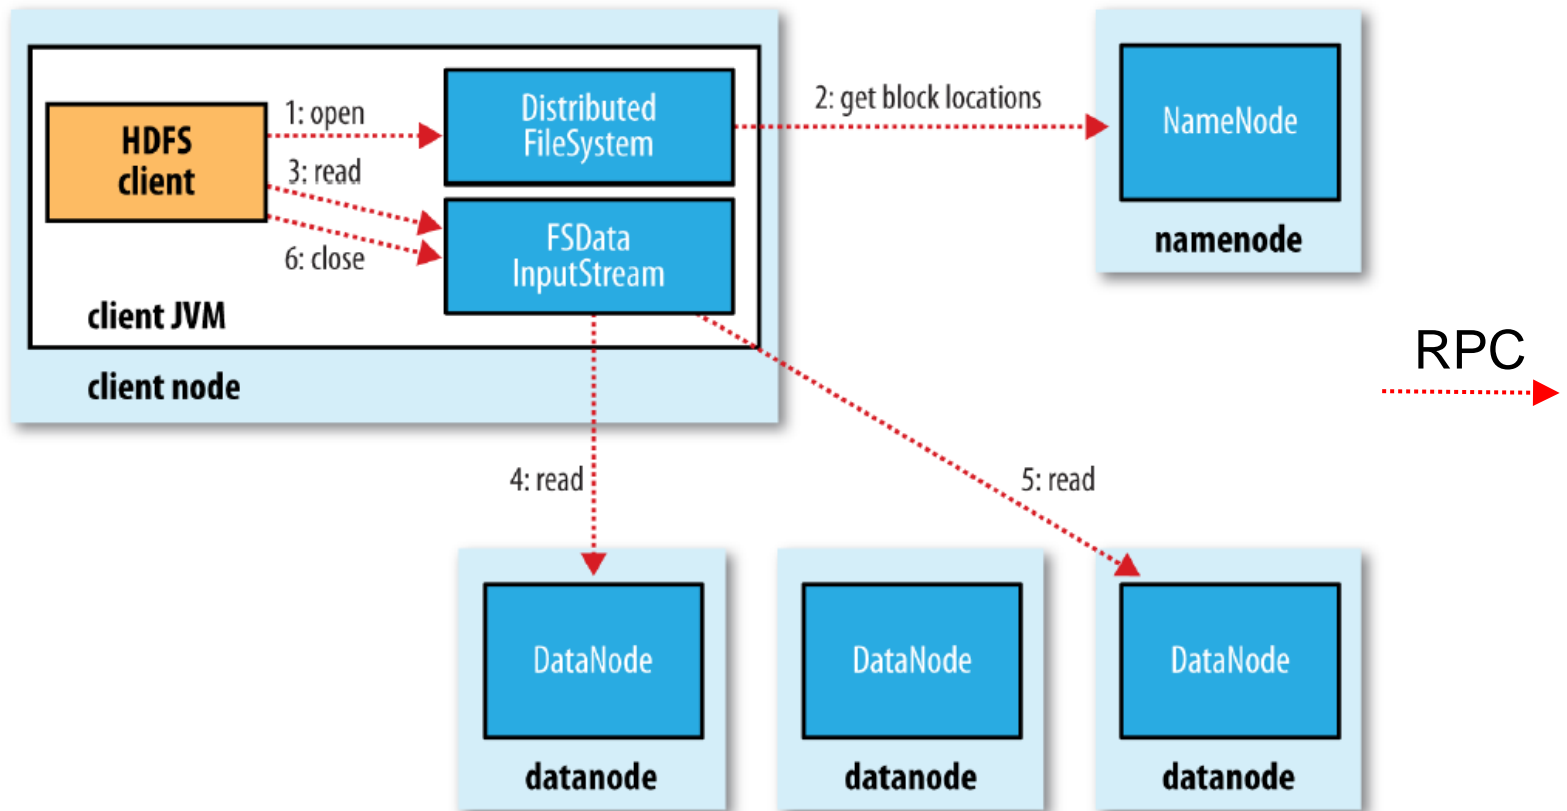 1: open
HDFS
client
3: read
6: close
Distributed
FileSystem
FSData
InputStream
client JVM
client node
2: get block locations
NameNode
namenode
RPC
4: read
5: read
DataNode
datanode
DataNode
datanode
DataNode
datanode